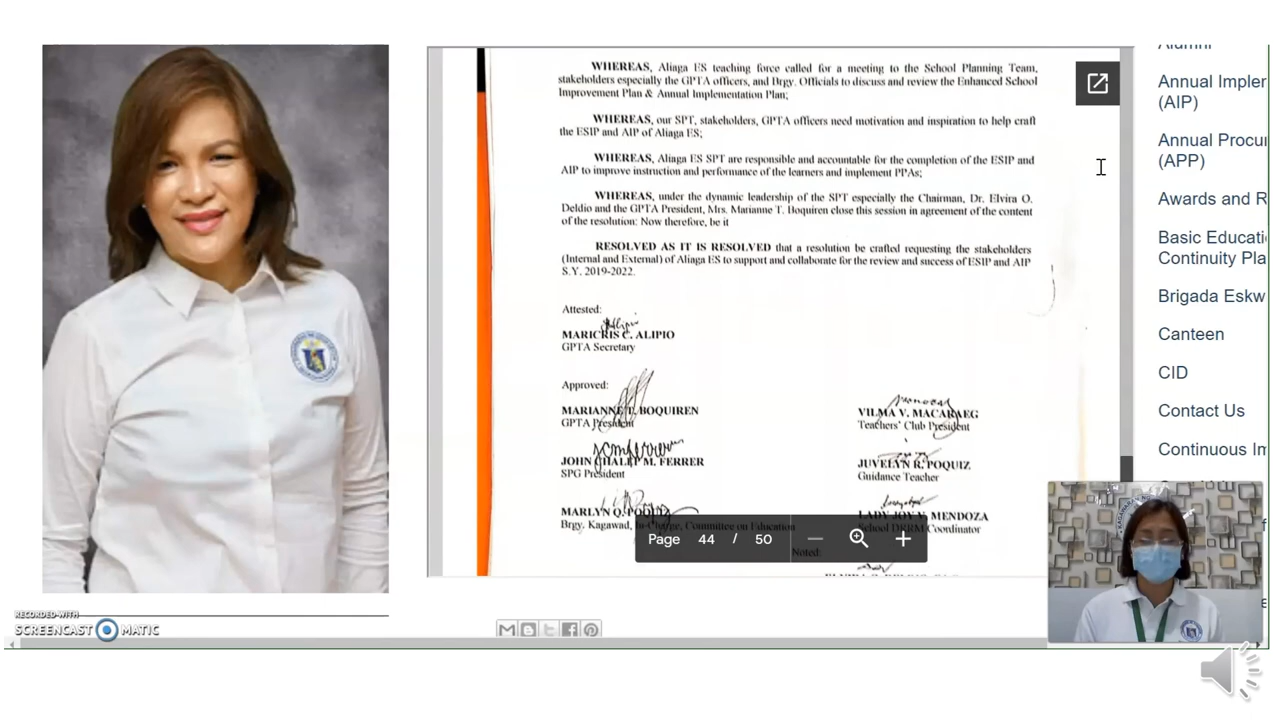 WHEREAS, Aliaga ES teaching force called for a meeting to the School Planning Team,
stakeholders especially the GPTA officers, and Brgy. Officials to discuss and review the Enhanced School
Improvement Plan & Annual Implementation Plan;
WHEREAS, our SPT, stakeholders, GPTA officers need motivation and inspiration to help craft
the ESIP and AIP of Aliaga ES;
WHEREAS, Aliaga ES SPT are responsible and accountable for the completion of the ESIP and
AIP to improve instruction and performance of the learners and implement PPAs;
WHEREAS, under the dynamic leadership of the SPT especially the Chairman, Dr. Elvira O.
Deldio and the GPTA President, Mrs. Marianne T. Boquiren close this session in agreement of the content
of the resolution: Now therefore, be it
RESOLVED AS IT IS RESOLVED that a resolution be crafted requesting the stakeholders
(Internal and External) of Aliaga ES to support and collaborate for the review and success of ESIP and AIP
S.Y. 2019-2022.
Attested:
MARICRIS C. ALIPIO
GPTA Secretary
Approved:
MARIANNE T. BOQUIREN
GPTA President
VILMA V. MACARAEG
Teachers' Club President
JOHN CHALEP M. FERRER
SPG President
JUVELYN R. POQUIZ
Guidance Teacher
MARLYN Q.
Brgy. Kagawad, In-Charge, Committee on Education
LADY JOY V. MENDOZA
School DRRM Coordinator
Noted:
Page 44 / 50
Alumni
Annual Impler
(AIP)
Annual Procu
(APP)
Awards and R
Basic Educati
Continuity Pla
Brigada Eskw
Canteen
CID
Contact Us
Continuous Im
RECORDED WITH
SCREENCAST MATIC